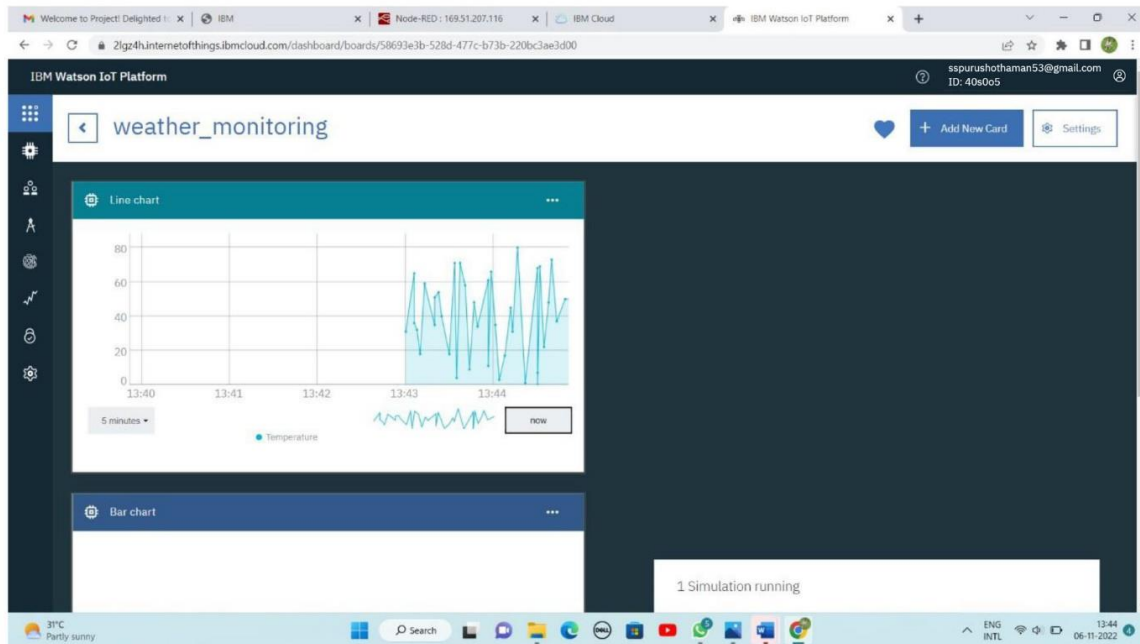 Welcome to Project! Delighted t
IBM
Node-RED : 169.51.207.116
IBM Cloud
IBM Watson IoT Platform
2lgz4h.internetofthings.ibmcloud.com/dashboard/boards/58693e3b-528d-477c-b73b-220bc3ae3d00
IBM Watson IoT Platform
sspurushothaman53@gmail.com
ID: 40s0o5
weather_monitoring
+ Add New Card
Settings
Line chart
80
60
40
20
0
13:40 13:41 13:42 13:43 13:44
5 minutes
now
Temperature
Bar chart
1 Simulation running
31°C
Partly sunny
Search
DELL
ENG
INTL
13:44
06-11-2022
4